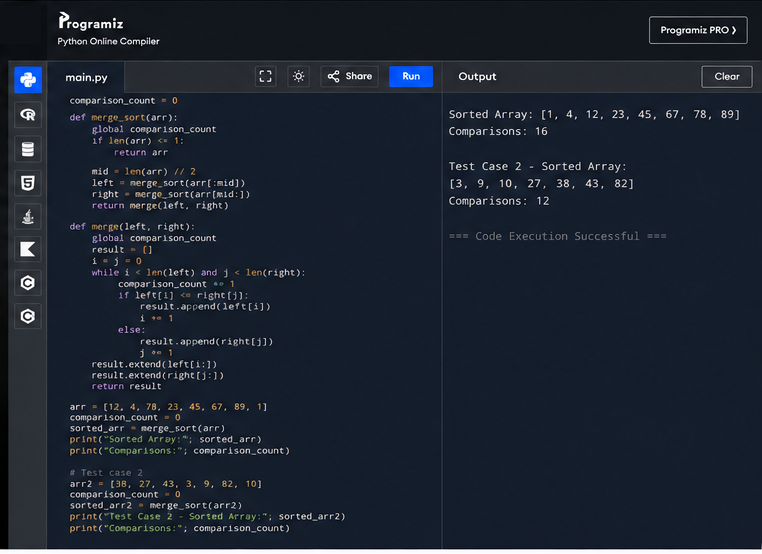 Programiz
Python Online Compiler
Programiz PRO ❯
main.py
Share
Run
Output
Clear
comparison_count = 0
def merge_sort(arr):
    global comparison_count
    if len(arr) <= 1:
        return arr
    mid = len(arr) // 2
    left = merge_sort(arr[:mid])
    right = merge_sort(arr[mid:])
    return merge(left, right)
def merge(left, right):
    global comparison_count
    result = []
    i = j = 0
    while i < len(left) and j < len(right):
        comparison_count += 1
        if left[i] <= right[j]:
            result.append(left[i])
            i += 1
        else:
            result.append(right[j])
            j += 1
    result.extend(left[i:])
    result.extend(right[j:])
    return result
arr = [12, 4, 78, 23, 45, 67, 89, 1]
comparison_count = 0
sorted_arr = merge_sort(arr)
print("Sorted Array:"; sorted_arr)
print("Comparisons:"; comparison_count)
# Test case 2
arr2 = [38, 27, 43, 3, 9, 82, 10]
comparison_count = 0
sorted_arr2 = merge_sort(arr2)
print("Test Case 2 - Sorted Array:"; sorted_arr2)
print("Comparisons:"; comparison_count)
Sorted Array: [1, 4, 12, 23, 45, 67, 78, 89]
Comparisons: 16
Test Case 2 - Sorted Array:
[3, 9, 10, 27, 38, 43, 82]
Comparisons: 12
=== Code Execution Successful ===